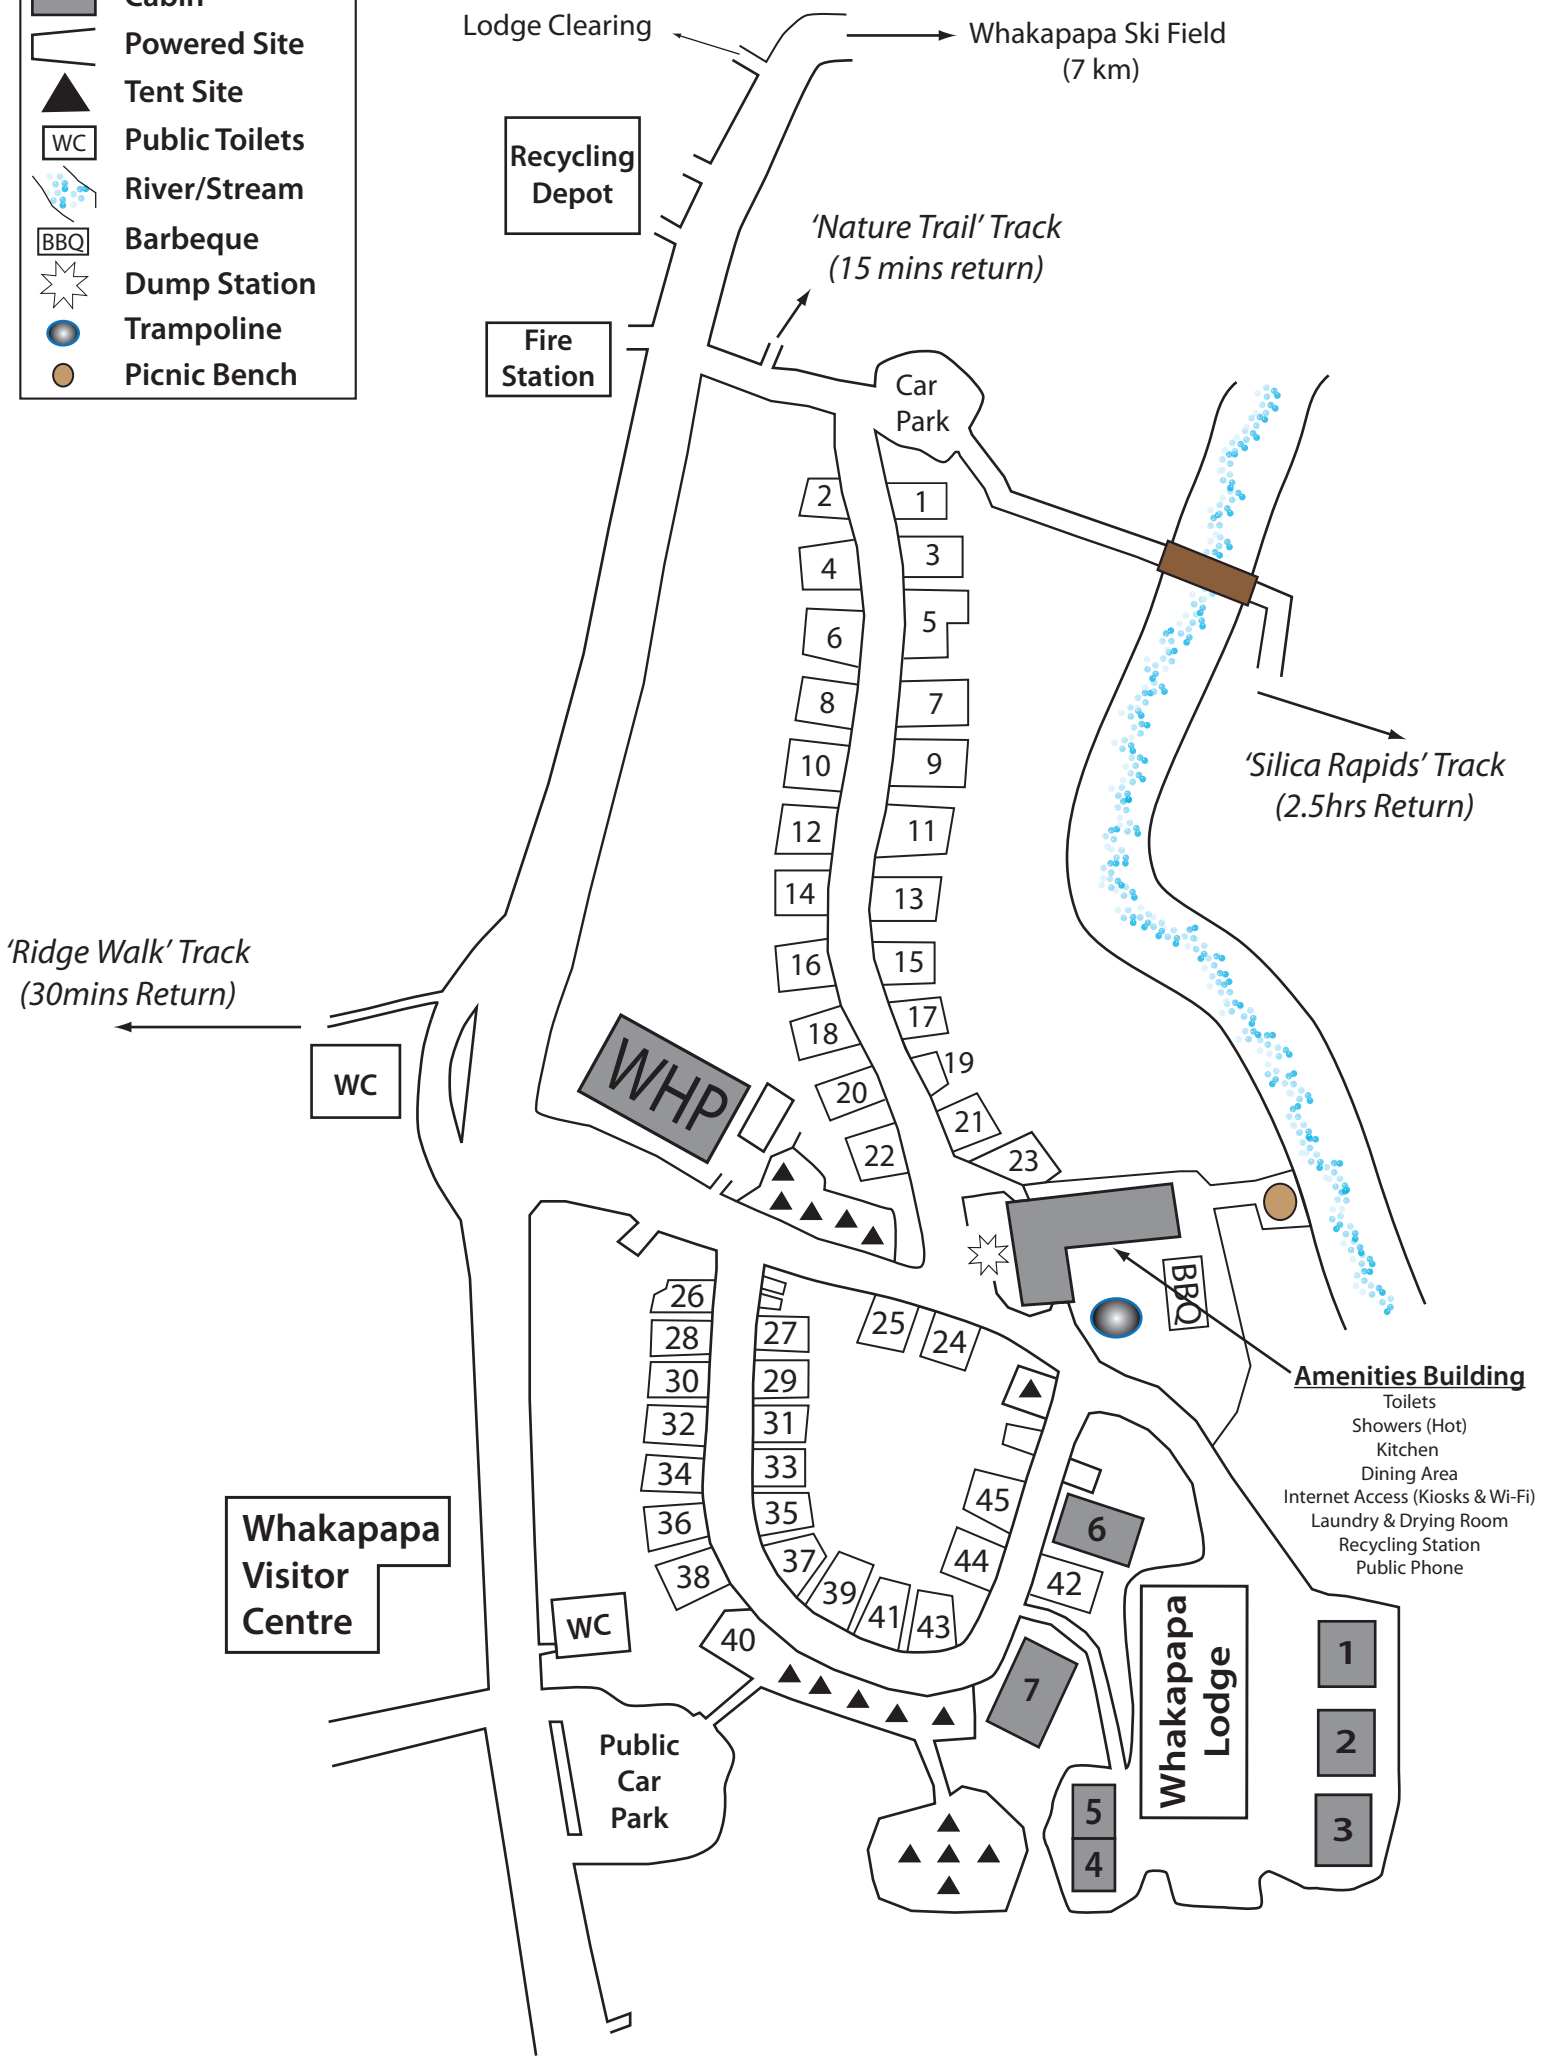 Cabin
Powered Site
Tent Site
WC Public Toilets
River/Stream
BBQ Barbeque
Dump Station
Trampoline
Picnic Bench
Lodge Clearing
Whakapapa Ski Field
(7 km)
Recycling
Depot
'Nature Trail' Track
(15 mins return)
Fire
Station
Car
Park
2
1
4
3
6
5
8
7
10
9
12
11
14
13
16
15
18
17
20
19
22
21
23
'Silica Rapids' Track
(2.5hrs Return)
'Ridge Walk' Track
(30mins Return)
WC
WHP
BBQ
Amenities Building
Toilets
Showers (Hot)
Kitchen
Dining Area
Internet Access (Kiosks & Wi-Fi)
Laundry & Drying Room
Recycling Station
Public Phone
25
24
26
27
28
29
30
31
32
33
34
35
36
37
38
39
40
41
43
45
44
42
6
7
5
4
1
2
3
Whakapapa
Lodge
Whakapapa
Visitor
Centre
WC
Public
Car
Park